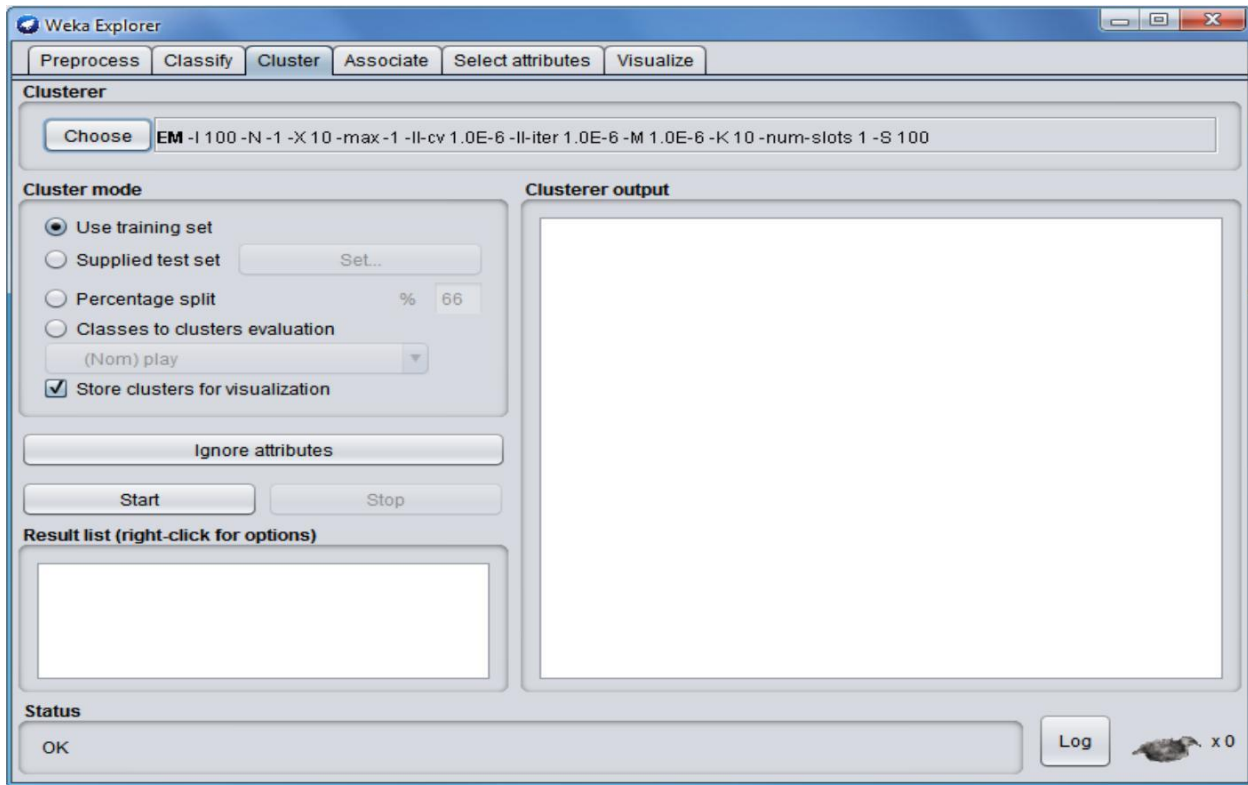 Weka Explorer
Preprocess Classify Cluster Associate Select attributes Visualize
Clusterer
Choose EM -I 100 -N -1 -X 10 -max -1 -ll-cv 1.0E-6 -ll-iter 1.0E-6 -M 1.0E-6 -K 10 -num-slots 1 -S 100
Cluster mode
Use training set
Supplied test set Set...
Percentage split % 66
Classes to clusters evaluation
(Nom) play
Store clusters for visualization
Ignore attributes
Start Stop
Result list (right-click for options)
Clusterer output
Status
OK
Log x 0